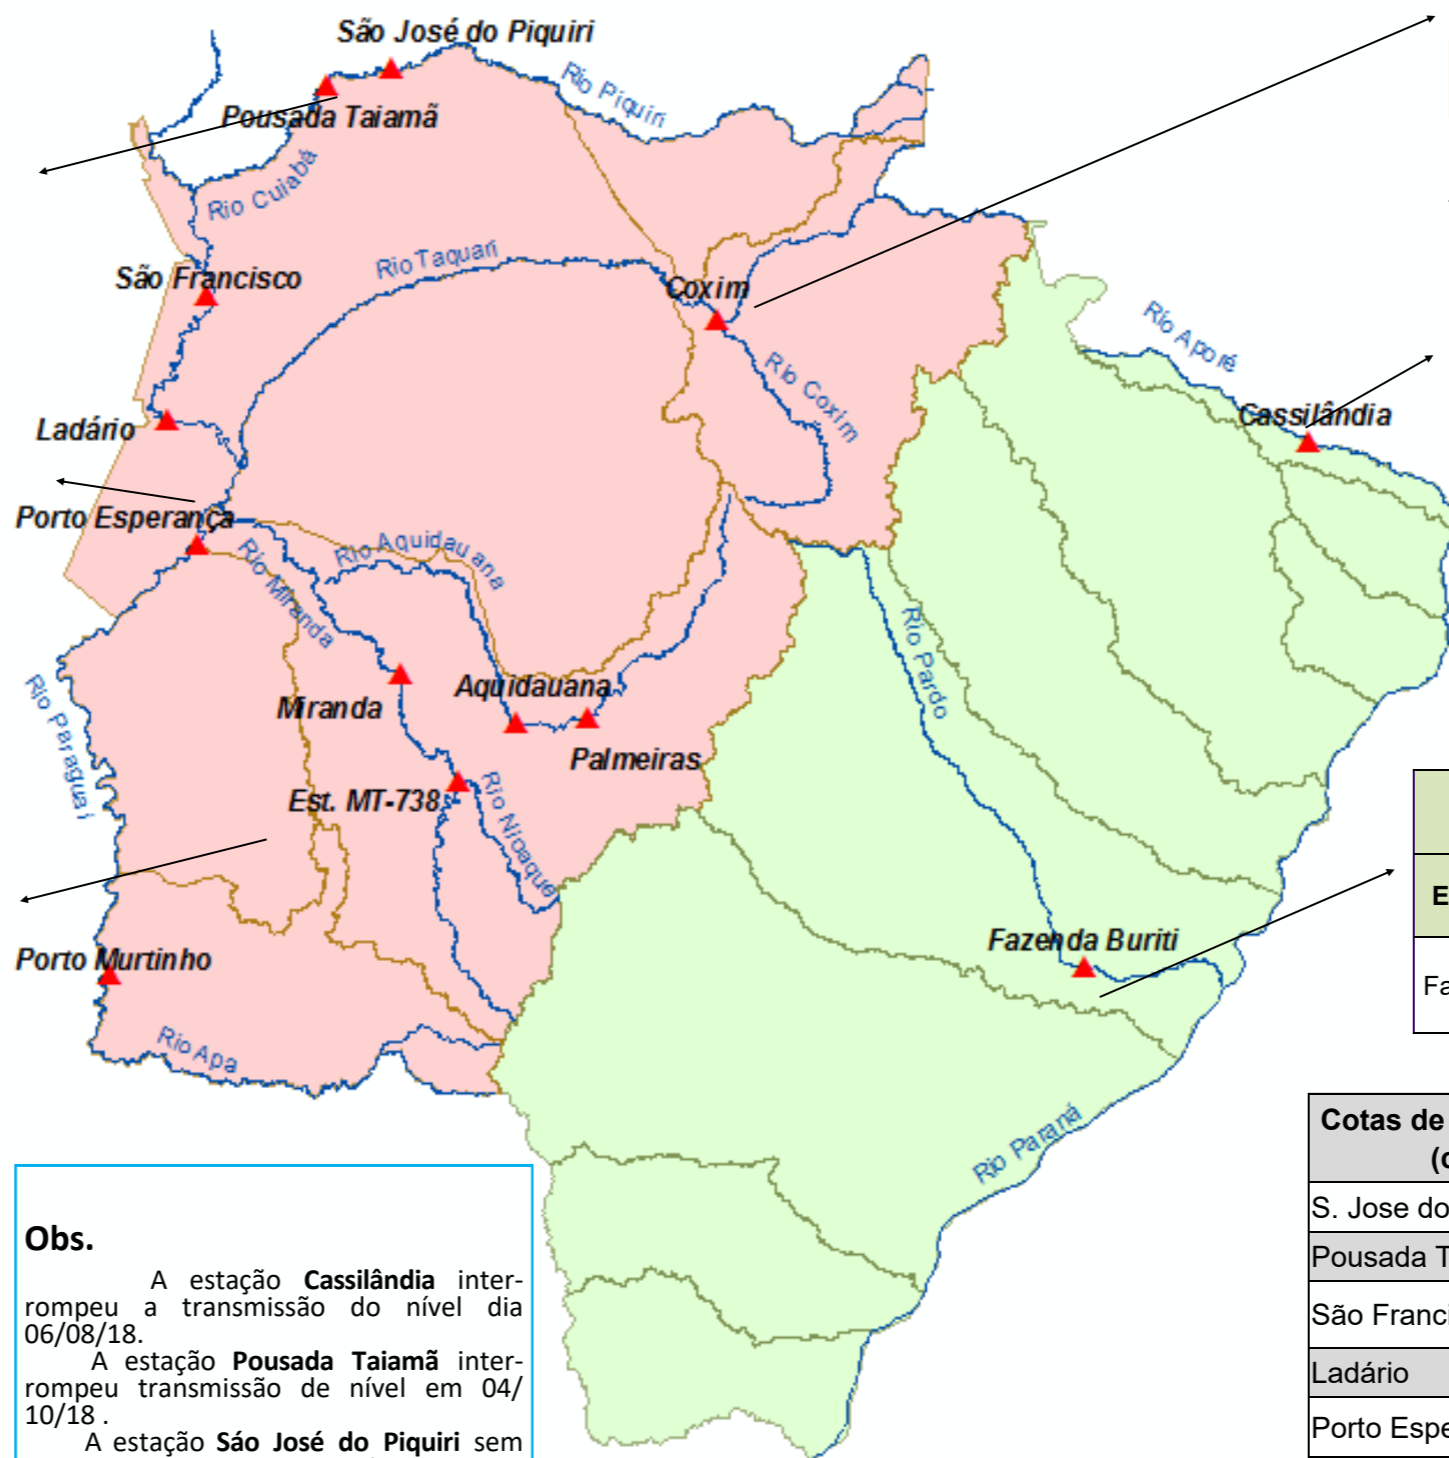 São José do Piquiri
Rio Piquiri
Pousada Taiamã
Rio Cuiabá
Rio Taquari
São Francisco
Coxim
Rio Aporé
Rio Coxim
Cassilândia
Ladário
Porto Esperança
Rio Aquidauana
Rio Miranda
Rio Pardo
Rio Paraguai
Aquidauana
Miranda
Palmeiras
Est. MT-738
Rio Nioaque
E
Fazenda Buriti
Porto Murtinho
Fa
Rio Apa
Rio Paraná
Cotas de
(
S. Jose do
Pousada T
São Franci
Ladário
Porto Espe
Obs.
A estação Cassilândia inter-
rompeu a transmissão do nível dia
06/08/18.
A estação Pousada Taiamã inter-
rompeu transmissão de nível em 04/
10/18 .
A estação Sáo José do Piquiri sem